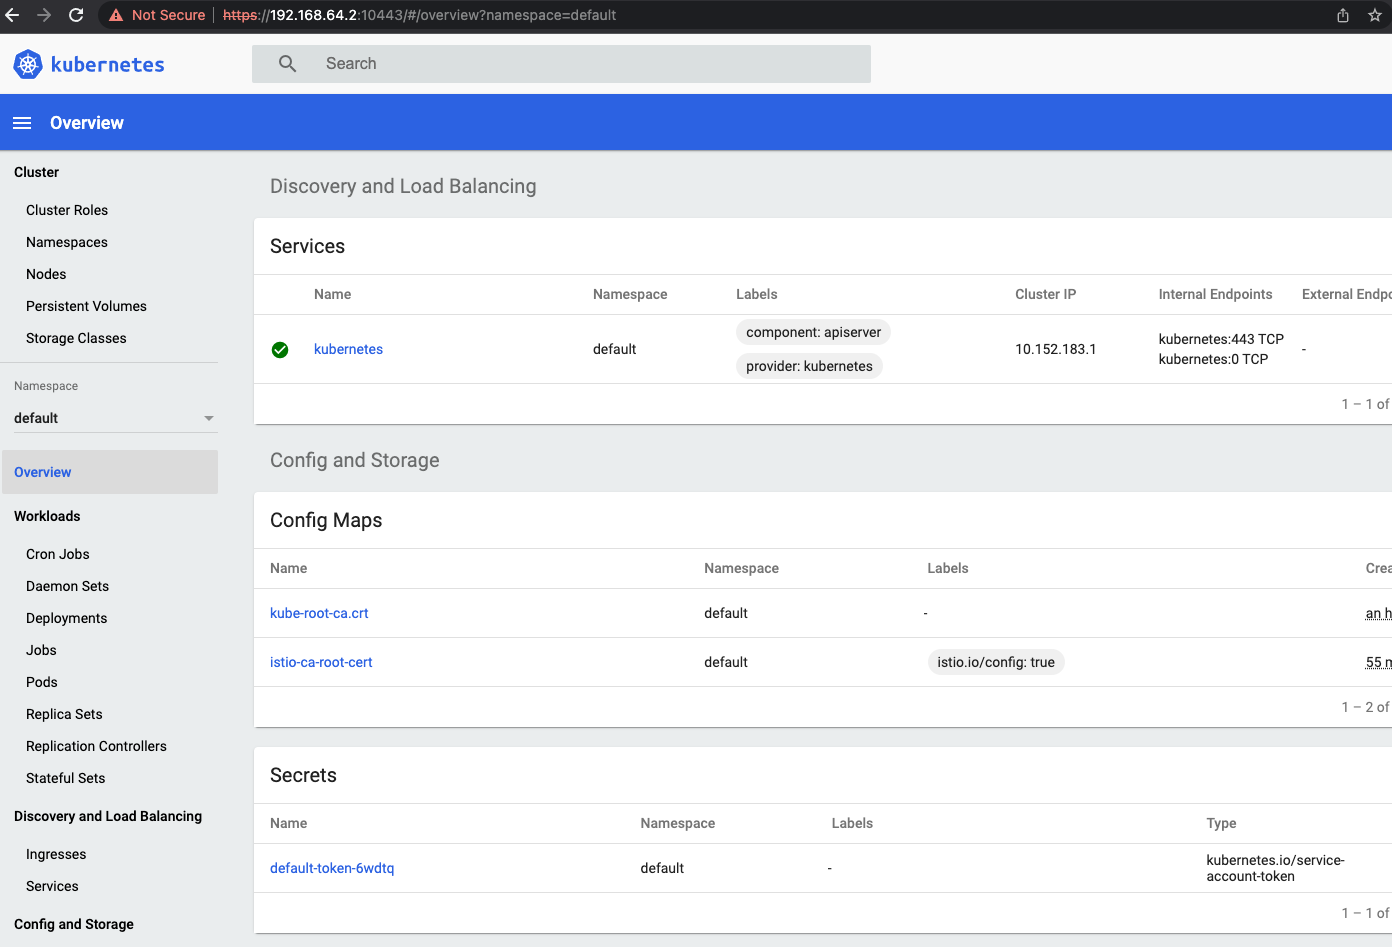 Not Secure https://192.168.64.2:10443/#/overview?namespace=default
kubernetes
Search
Overview
Cluster
Cluster Roles
Namespaces
Nodes
Persistent Volumes
Storage Classes
Namespace
default
Overview
Workloads
Cron Jobs
Daemon Sets
Deployments
Jobs
Pods
Replica Sets
Replication Controllers
Stateful Sets
Discovery and Load Balancing
Ingresses
Services
Config and Storage
Discovery and Load Balancing
Services
Name Namespace Labels Cluster IP Internal Endpoints External Endpo
kubernetes default component: apiserver provider: kubernetes 10.152.183.1 kubernetes:443 TCP kubernetes:0 TCP -
1 – 1 of
Config and Storage
Config Maps
Name Namespace Labels Crea
kube-root-ca.crt default - an h
istio-ca-root-cert default istio.io/config: true 55 m
1 – 2 of
Secrets
Name Namespace Labels Type
default-token-6wdtq default - kubernetes.io/service-account-token
1 – 1 of